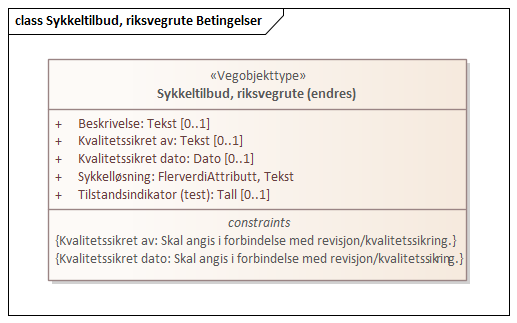 class Sykkeltilbud, riksvegrute Betingelser
«Vegobjekttype»
Sykkeltilbud, riksvegrute (endres)
+ Beskrivelse: Tekst [0..1]
+ Kvalitetssikret av: Tekst [0..1]
+ Kvalitetssikret dato: Dato [0..1]
+ Sykkelløsning: FlerverdiAttributt, Tekst
+ Tilstandsindikator (test): Tall [0..1]
constraints
{Kvalitetssikret av: Skal angis i forbindelse med revisjon/kvalitetssikring.}
{Kvalitetssikret dato: Skal angis i forbindelse med revisjon/kvalitetssikring.}